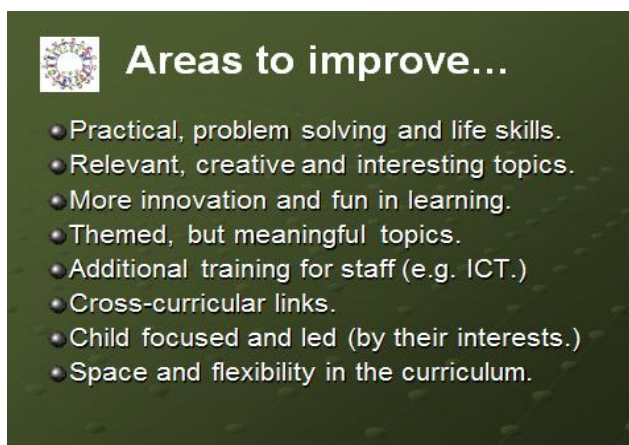 Areas to improve...
Practical, problem solving and life skills.
Relevant, creative and interesting topics.
More innovation and fun in learning.
Themed, but meaningful topics.
Additional training for staff (e.g. ICT.)
Cross-curricular links.
Child focused and led (by their interests.)
Space and flexibility in the curriculum.